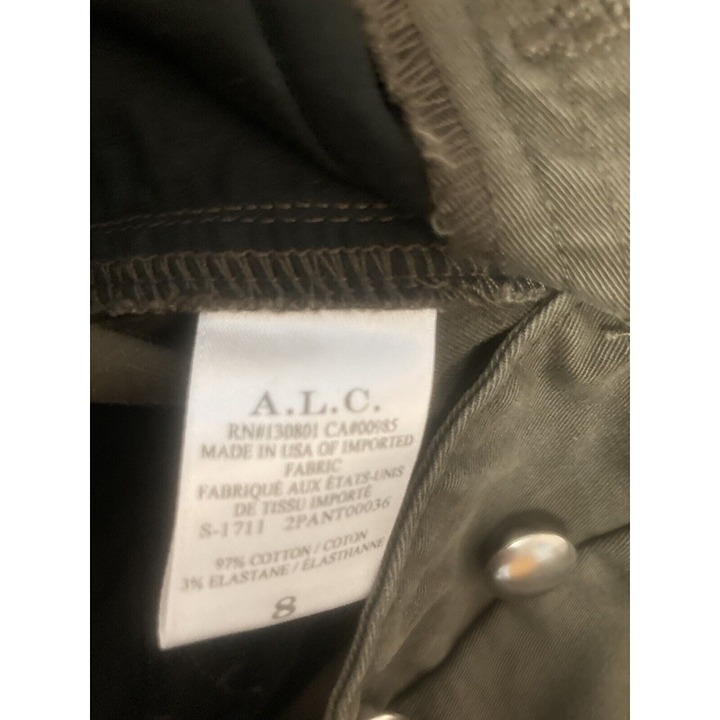 A.L.C.
RN#130801 CA#00985
MADE IN USA OF IMPORTED
FABRIC
FABRIQUÉ AUX ÉTATS-UNIS
DE TISSU IMPORTÉ
S-1711 2PANT00036
97% COTTON / COTON
3% ELASTANE / ÉLASTHANNE
8